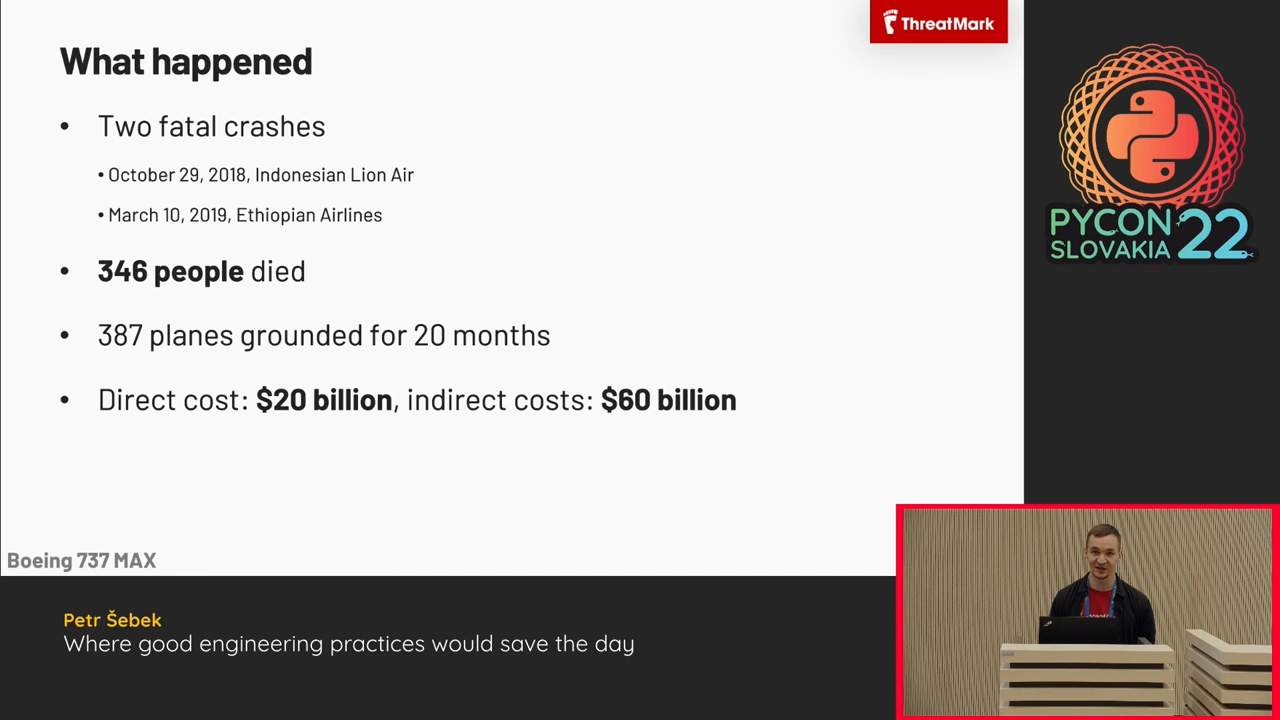 What happened
ThreatMark
• Two fatal crashes
• October 29, 2018, Indonesian Lion Air
• March 10, 2019, Ethiopian Airlines
• 346 people died
• 387 planes grounded for 20 months
• Direct cost: $20 billion, indirect costs: $60 billion
Boeing 737 MAX
PYCON
SLOVAKIA 22
Petr Šebek
Where good engineering practices would save the day